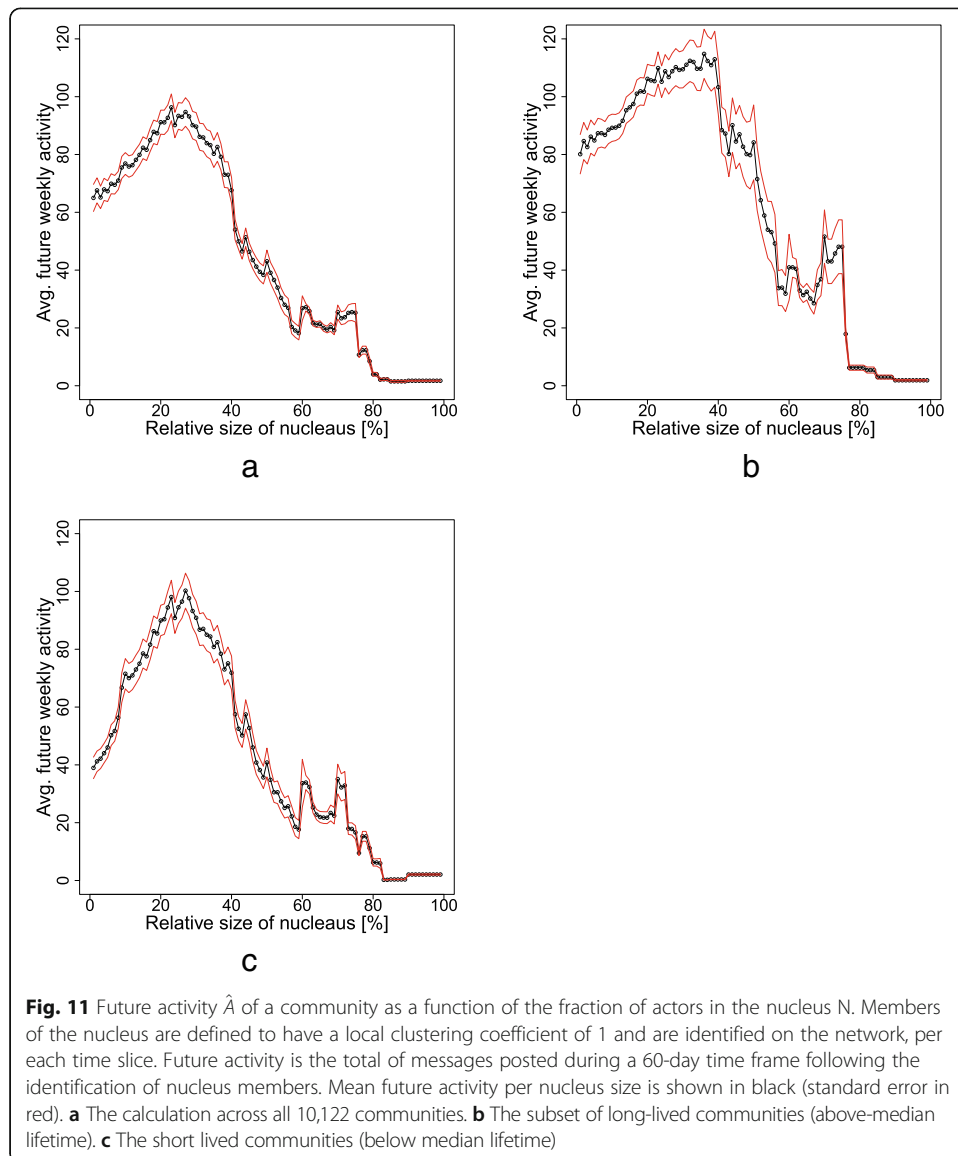 120
100
80
60
40
20
0
Avg. future weekly activity
0 20 40 60 80 100
Relative size of nucleaus [%]
a
120
100
80
60
40
20
0
Avg. future weekly activity
0 20 40 60 80 100
Relative size of nucleaus [%]
b
120
100
80
60
40
20
0
Avg. future weekly activity
0 20 40 60 80 100
Relative size of nucleaus [%]
c
Fig. 11 Future activity Â of a community as a function of the fraction of actors in the nucleus N. Members
of the nucleus are defined to have a local clustering coefficient of 1 and are identified on the network, per
each time slice. Future activity is the total of messages posted during a 60-day time frame following the
identification of nucleus members. Mean future activity per nucleus size is shown in black (standard error in
red). a The calculation across all 10,122 communities. b The subset of long-lived communities (above-median
lifetime). c The short lived communities (below median lifetime)